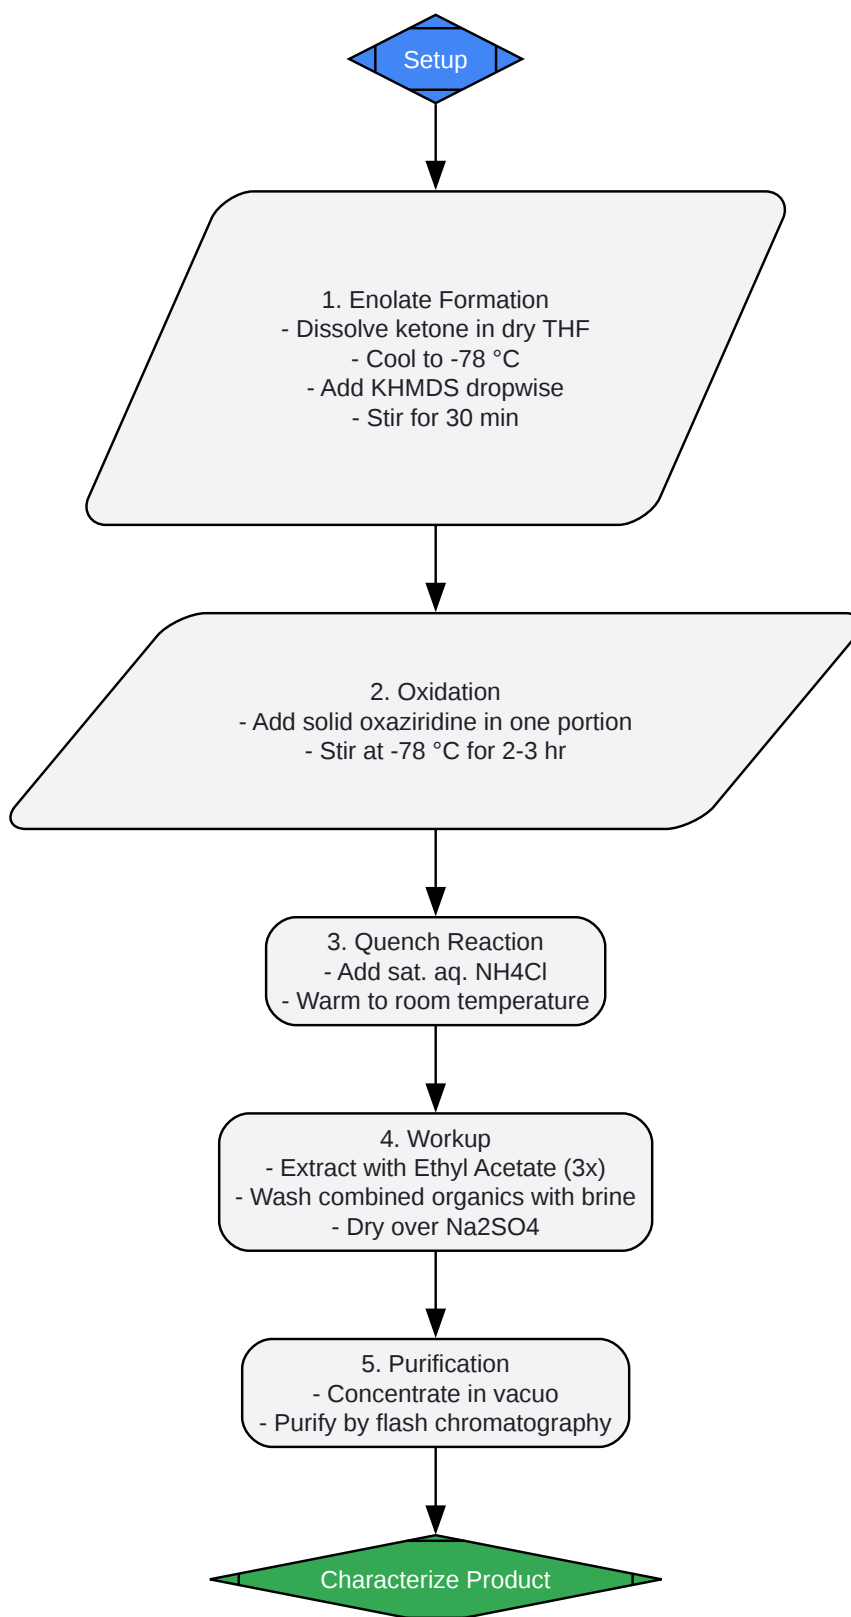 Setup
1. Enolate Formation
- Dissolve ketone in dry THF
- Cool to -78 °C
- Add KHMDS dropwise
- Stir for 30 min
2. Oxidation
- Add solid oxaziridine in one portion
- Stir at -78 °C for 2-3 hr
3. Quench Reaction
- Add sat. aq. NH4Cl
- Warm to room temperature
4. Workup
- Extract with Ethyl Acetate (3x)
- Wash combined organics with brine
- Dry over Na2SO4
5. Purification
- Concentrate in vacuo
- Purify by flash chromatography
Characterize Product